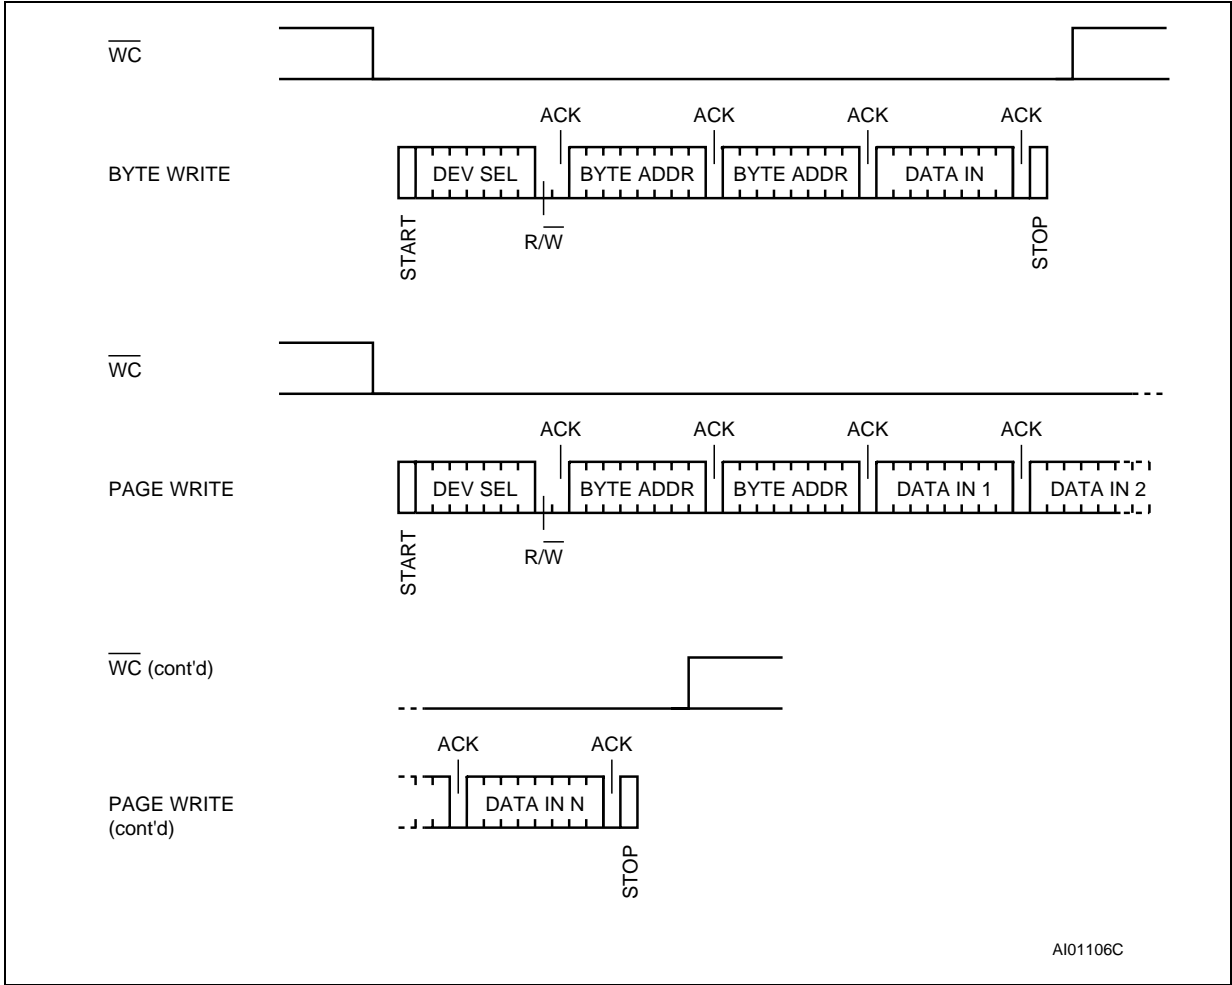 WC
ACK ACK ACK ACK
BYTE WRITE
DEV SEL BYTE ADDR BYTE ADDR DATA IN
START
R/W
STOP
WC
ACK ACK ACK ACK
PAGE WRITE
DEV SEL BYTE ADDR BYTE ADDR DATA IN 1 DATA IN 2
START
R/W
WC (cont'd)
ACK ACK
PAGE WRITE
(cont'd)
DATA IN N
STOP
AI01106C